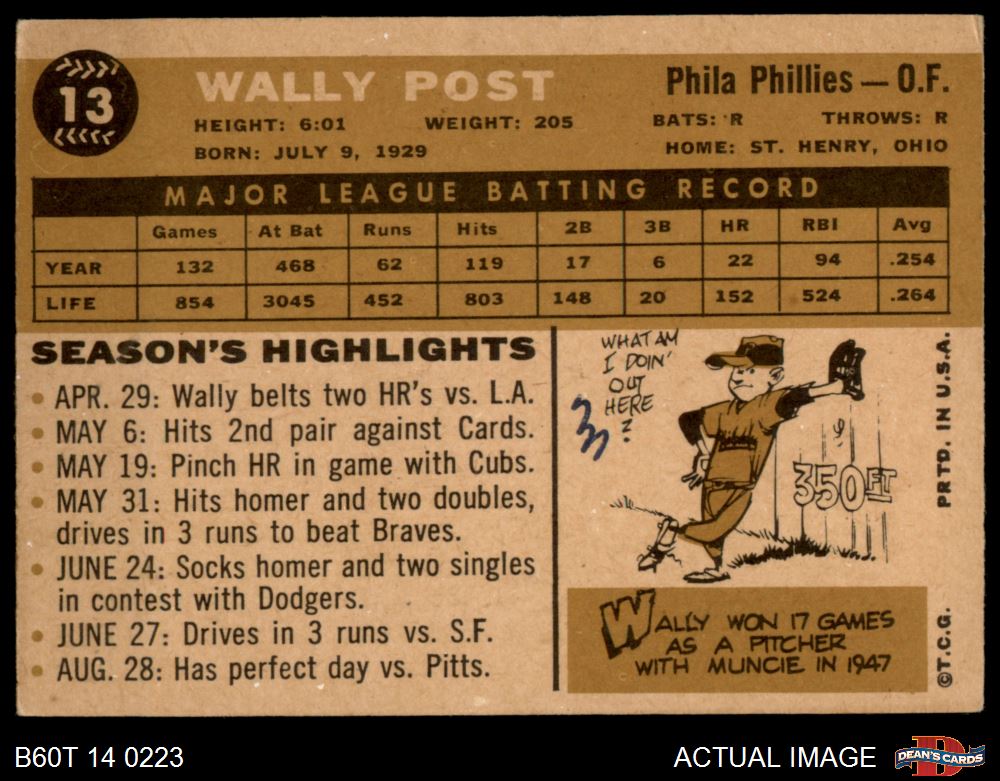 13
WALLY POST
Phila Phillies — O.F.
HEIGHT: 6:01 WEIGHT: 205 BATS: R THROWS: R
BORN: JULY 9, 1929 HOME: ST. HENRY, OHIO
MAJOR LEAGUE BATTING RECORD
Games At Bat Runs Hits 2B 3B HR RBI Avg
YEAR 132 468 62 119 17 6 22 94 .254
LIFE 854 3045 452 803 148 20 152 524 .264
SEASON'S HIGHLIGHTS
• APR. 29: Wally belts two HR's vs. L.A.
• MAY 6: Hits 2nd pair against Cards.
• MAY 19: Pinch HR in game with Cubs.
• MAY 31: Hits homer and two doubles,
drives in 3 runs to beat Braves.
• JUNE 24: Socks homer and two singles
in contest with Dodgers.
• JUNE 27: Drives in 3 runs vs. S.F.
• AUG. 28: Has perfect day vs. Pitts.
WHAT AM
I DOIN'
OUT
HERE
?
350 FT
WALLY WON 17 GAMES
AS A PITCHER
WITH MUNCIE IN 1947
©T.C.G. PRTD. IN U.S.A.
B60T 14 0223
ACTUAL IMAGE
DEAN'S CARDS